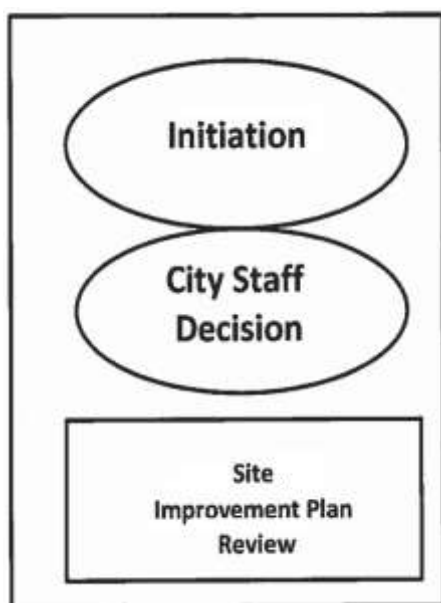 Initiation
City Staff
Decision
Site
Improvement Plan
Review